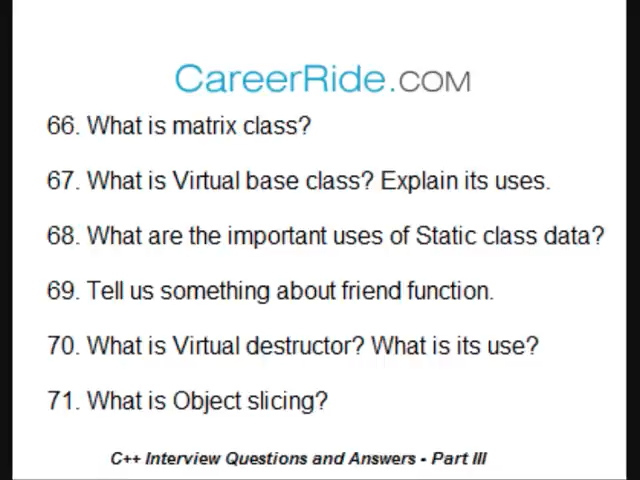 CareerRide.COM
66. What is matrix class?
67. What is Virtual base class? Explain its uses.
68. What are the important uses of Static class data?
69. Tell us something about friend function.
70. What is Virtual destructor? What is its use?
71. What is Object slicing?
C++ Interview Questions and Answers - Part III